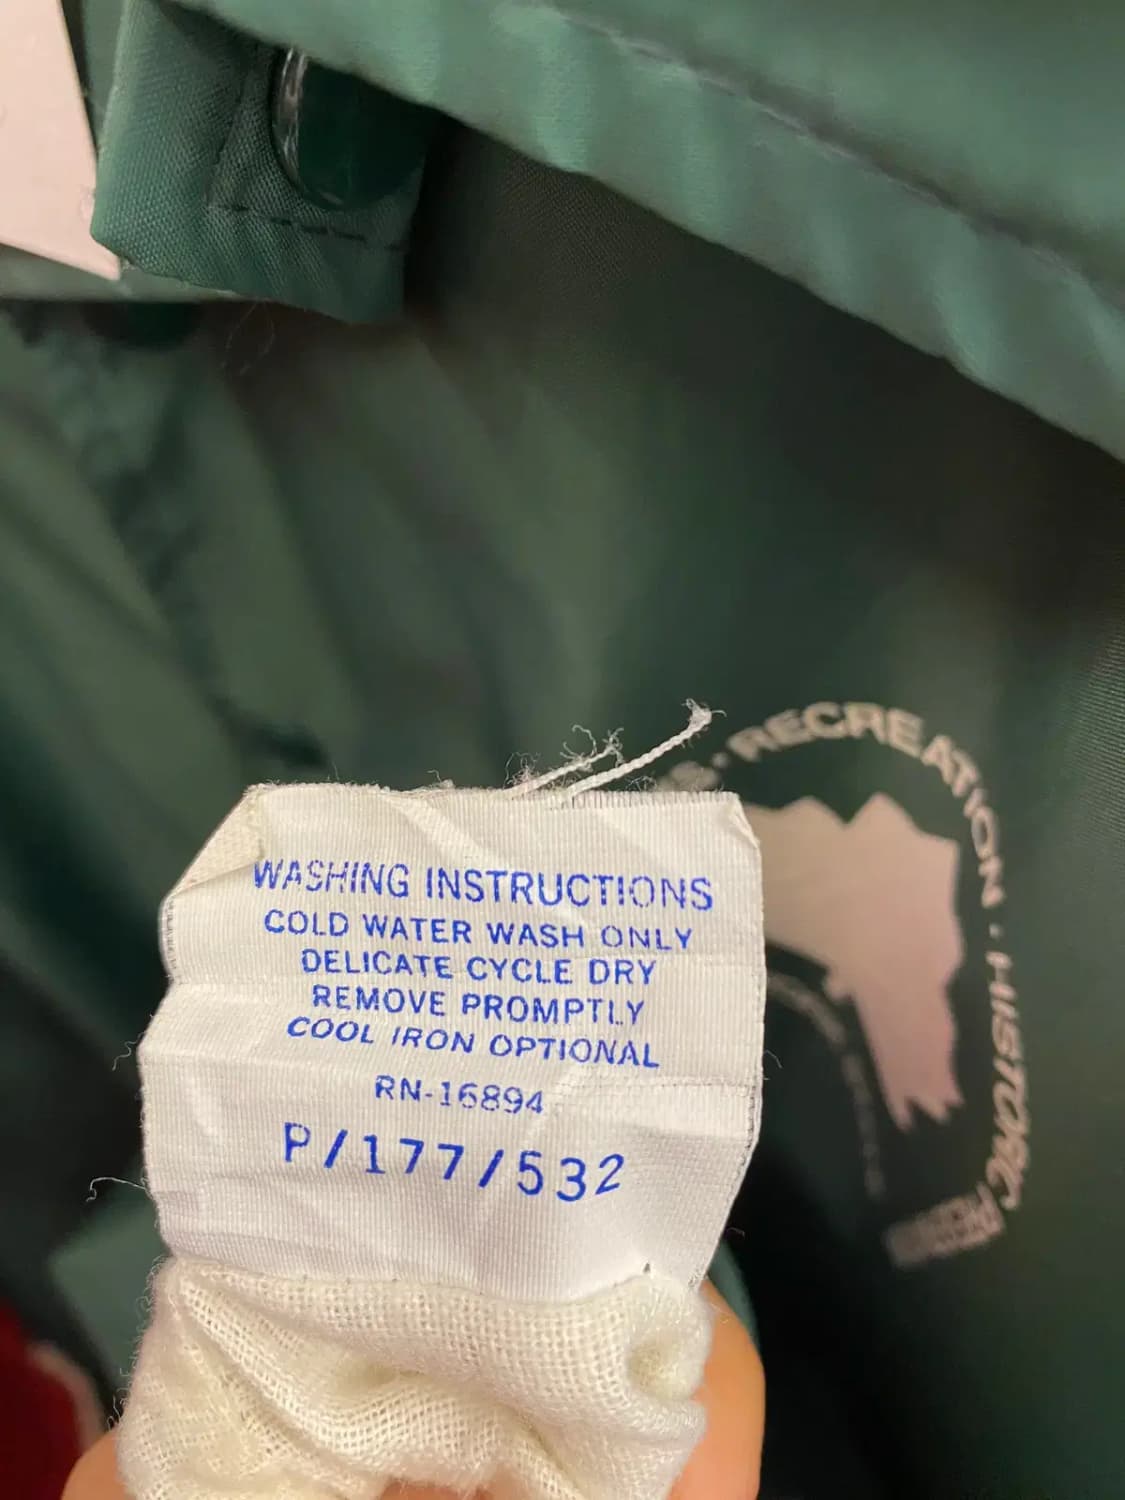 WASHING INSTRUCTIONS
COLD WATER WASH ONLY
DELICATE CYCLE DRY
REMOVE PROMPTLY
COOL IRON OPTIONAL
RN-16894
P/177/532
RECREATION · HISTORIC